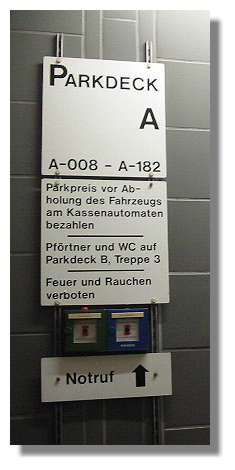 PARKDECK
A
A-008 - A-182
Parkpreis vor Ab-
holung des Fahrzeugs
am Kassenautomaten
bezahlen
Pförtner und WC auf
Parkdeck B, Treppe 3
Feuer und Rauchen
verboten
Notruf